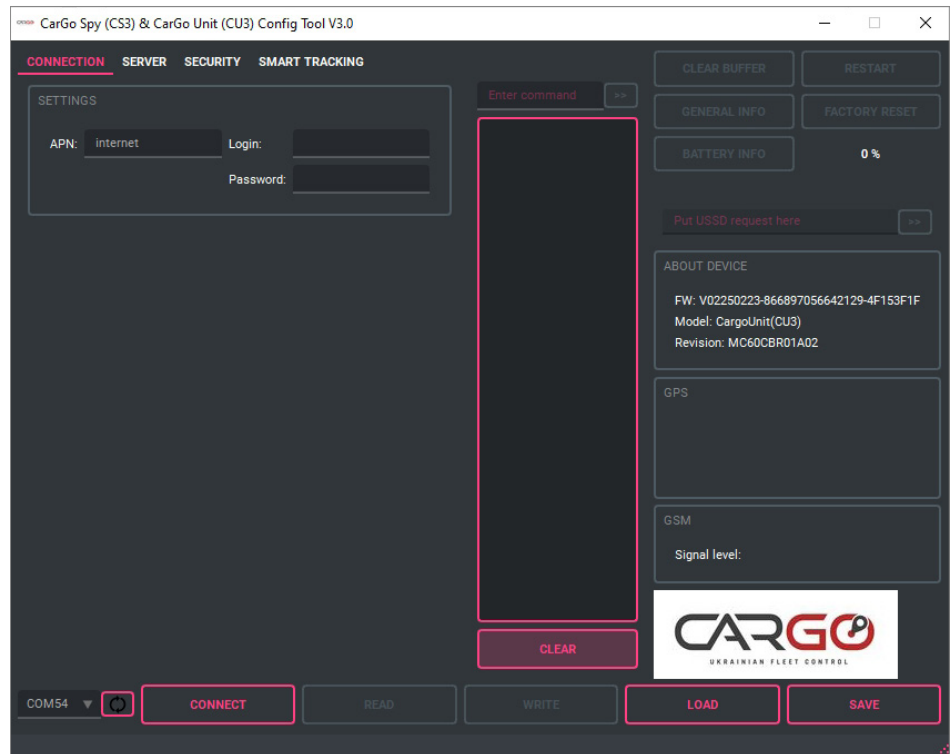 CARGO CarGo Spy (CS3) & CarGo Unit (CU3) Config Tool V3.0
CONNECTION SERVER SECURITY SMART TRACKING
SETTINGS
APN: internet Login:
Password:
Enter command >>
CLEAR
CLEAR BUFFER RESTART
GENERAL INFO FACTORY RESET
BATTERY INFO 0 %
Put USSD request here >>
ABOUT DEVICE
FW: V02250223-866897056642129-4F153F1F
Model: CargoUnit(CU3)
Revision: MC60CBR01A02
GPS
GSM
Signal level:
CARGO
UKRAINIAN FLEET CONTROL
COM54 CONNECT READ WRITE LOAD SAVE